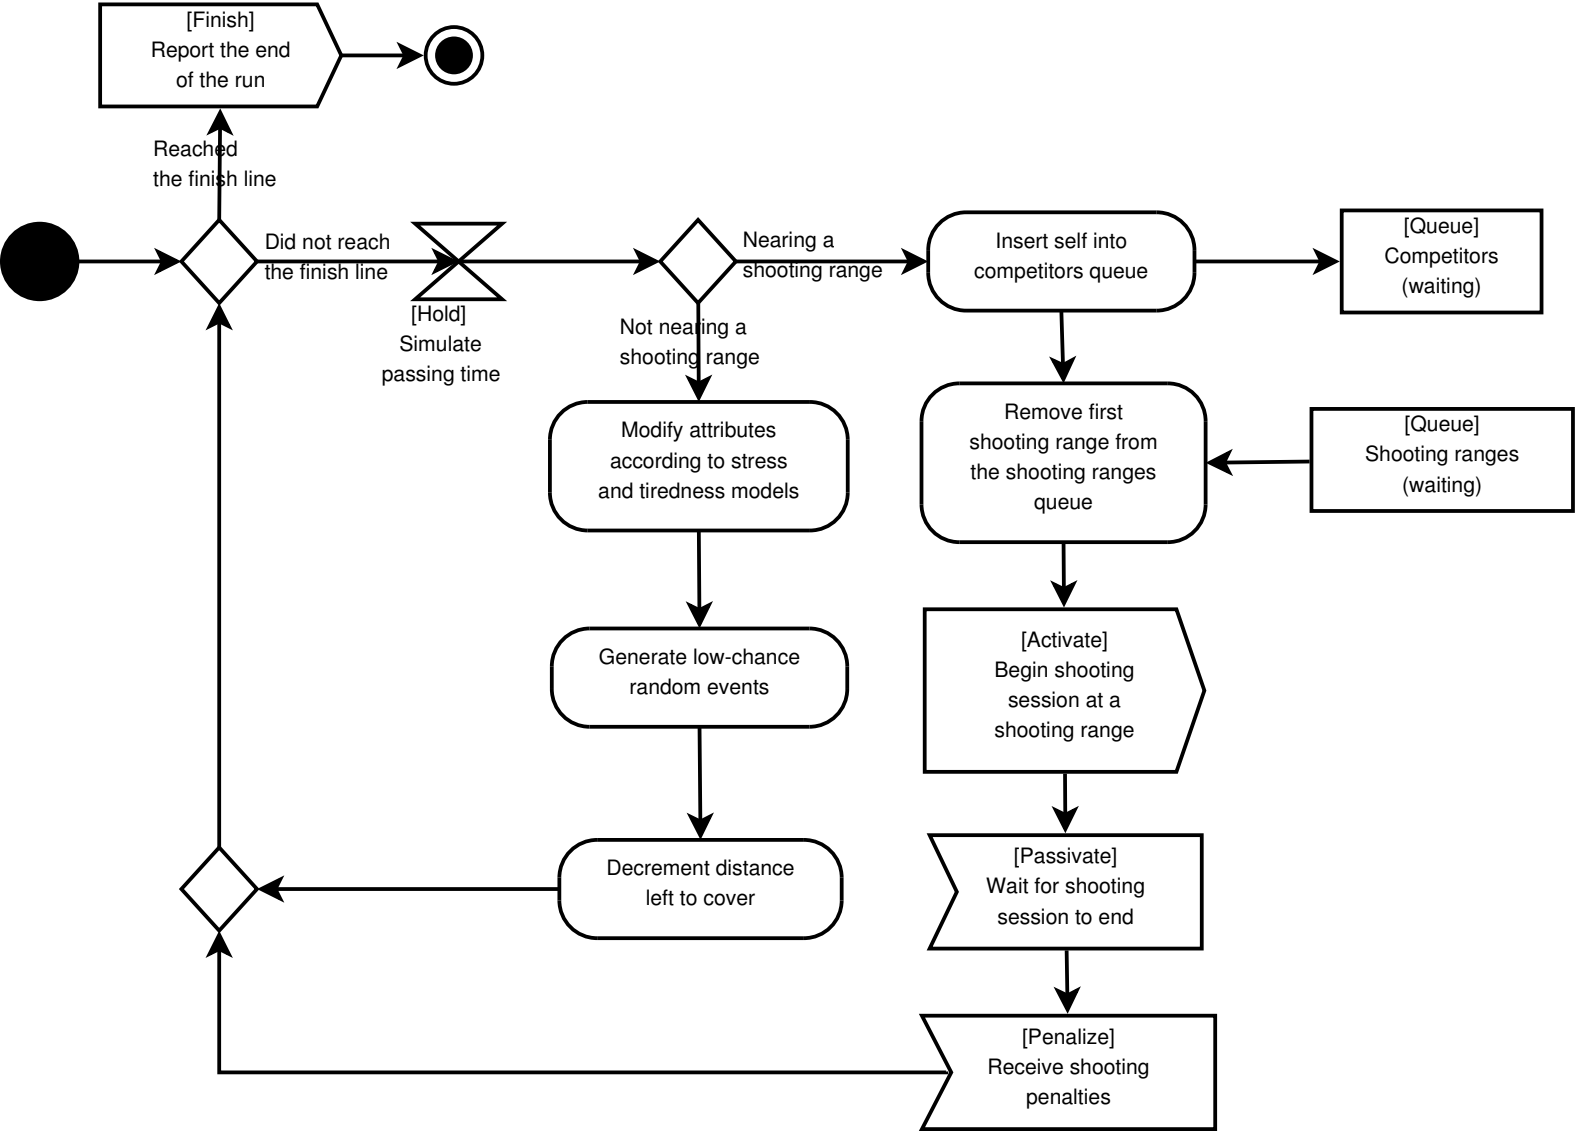 [Finish]
Report the end
of the run
Reached
the finish line
Did not reach
the finish line
[Hold]
Simulate
passing time
Nearing a
shooting range
Not nearing a
shooting range
Insert self into
competitors queue
[Queue]
Competitors
(waiting)
Modify attributes
according to stress
and tiredness models
Remove first
shooting range from
the shooting ranges
queue
[Queue]
Shooting ranges
(waiting)
Generate low-chance
random events
[Activate]
Begin shooting
session at a
shooting range
Decrement distance
left to cover
[Passivate]
Wait for shooting
session to end
[Penalize]
Receive shooting
penalties